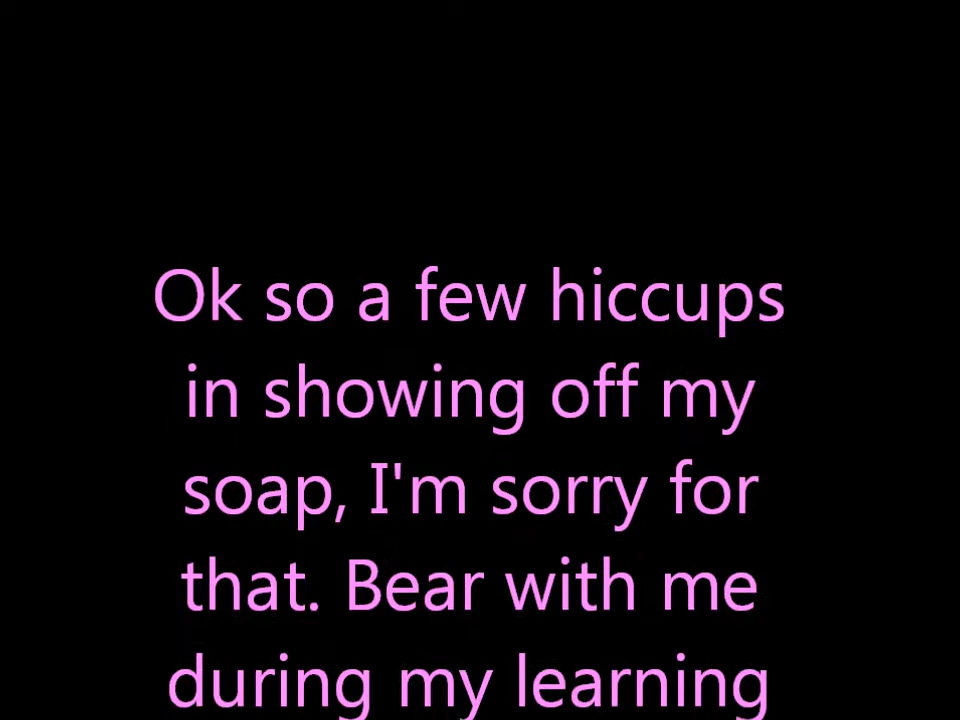 Ok so a few hiccups
in showing off my
soap, I'm sorry for
that. Bear with me
during my learning